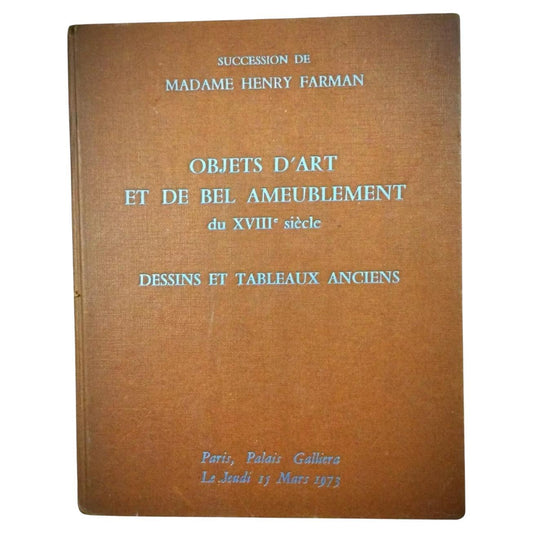 SUCCESSION DE
MADAME HENRY FARMAN
OBJETS D'ART
ET DE BEL AMEUBLEMENT
du XVIIIe siècle
DESSINS ET TABLEAUX ANCIENS
Paris, Palais Galliera
Le Jeudi 15 Mars 1973